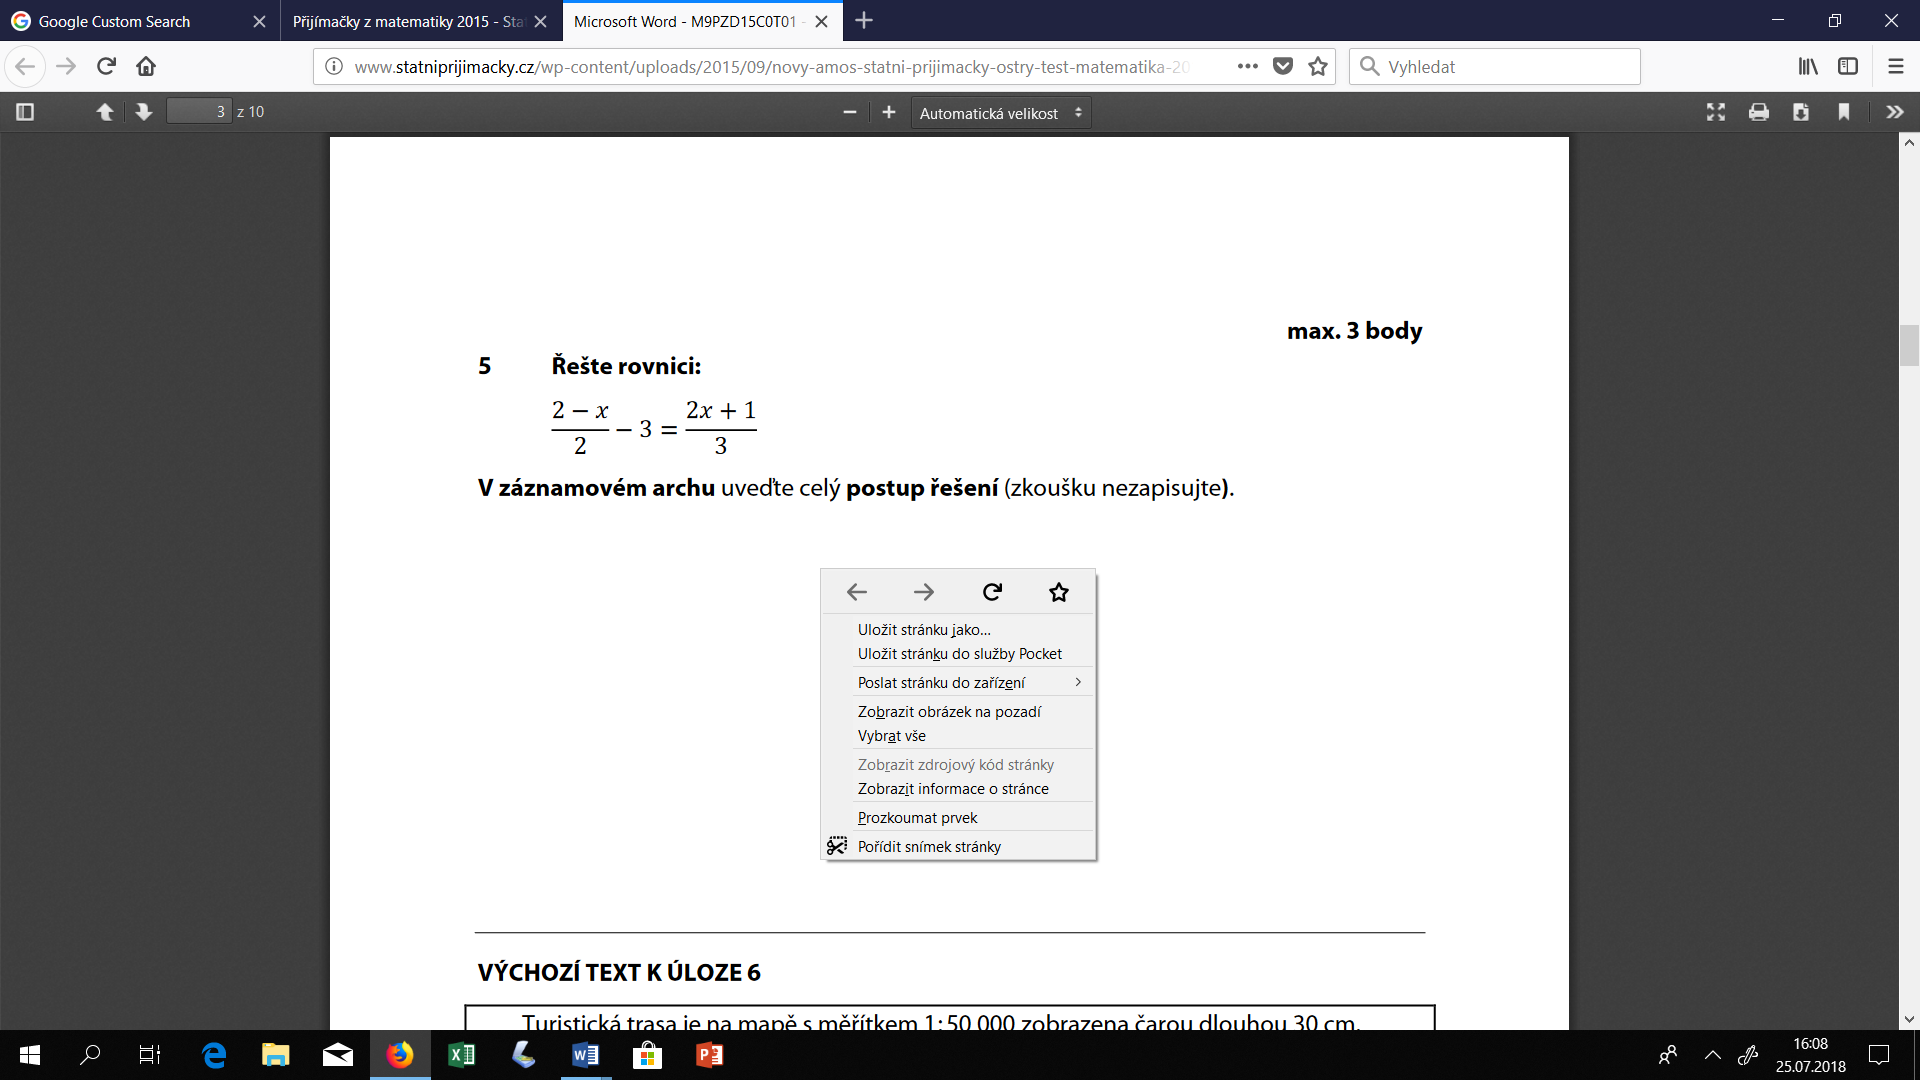 Google Custom Search
Přijímačky z matematiky 2015 - Sta
Microsoft Word - M9PZD15C0T01 -
www.statniprijimacky.cz/wp-content/uploads/2015/09/novy-amos-statni-prijimacky-ostry-test-matematika-20
Vyhledat
3 z 10
Automatická velikost
max. 3 body
5 Řešte rovnici:
2 − x / 2 − 3 = 2x + 1 / 3
V záznamovém archu uveďte celý postup řešení (zkoušku nezapisujte).
Uložit stránku jako...
Uložit stránku do služby Pocket
Poslat stránku do zařízení
Zobrazit obrázek na pozadí
Vybrat vše
Zobrazit zdrojový kód stránky
Zobrazit informace o stránce
Prozkoumat prvek
Pořídit snímek stránky
VÝCHOZÍ TEXT K ÚLOZE 6
Turistická trasa je na mapě s měřítkem 1 : 50 000 zobrazena čarou dlouhou 30 cm.
16:08
25.07.2018